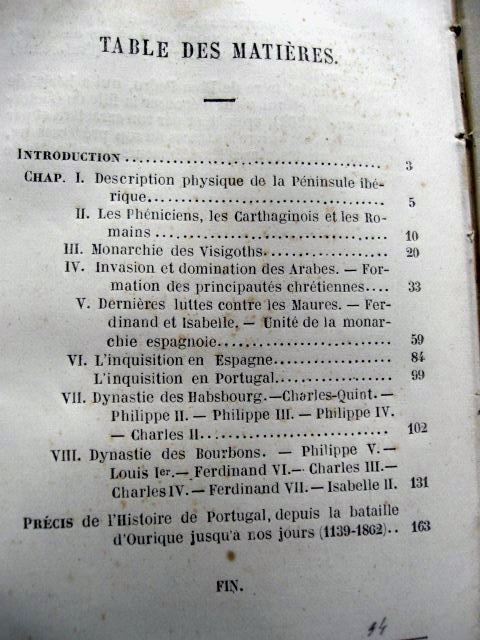 TABLE DES MATIÈRES.
INTRODUCTION .......................................... 3
CHAP. I. Description physique de la Péninsule ibé-
rique.................................... 5
II. Les Phéniciens, les Carthaginois et les Ro-
mains .................................... 10
III. Monarchie des Visigoths.................... 20
IV. Invasion et domination des Arabes. — For-
mation des principautés chrétiennes.... 33
V. Dernières luttes contre les Maures. — Fer-
dinand et Isabelle. — Unité de la monar-
chie espagnole.......................... 59
VI. L'inquisition en Espagne.................. 84
L'inquisition en Portugal.................. 99
VII. Dynastie des Habsbourg.—Charles-Quint.—
Philippe II. — Philippe III. — Philippe IV.
— Charles II............................. 102
VIII. Dynastie des Bourbons. — Philippe V. —
Louis Ier.— Ferdinand VI.— Charles III.—
Charles IV. — Ferdinand VII. — Isabelle II. 131
PRÉCIS de l'Histoire de Portugal, depuis la bataille
d'Ourique jusqu'à nos jours (1139-1862).. 163
FIN.